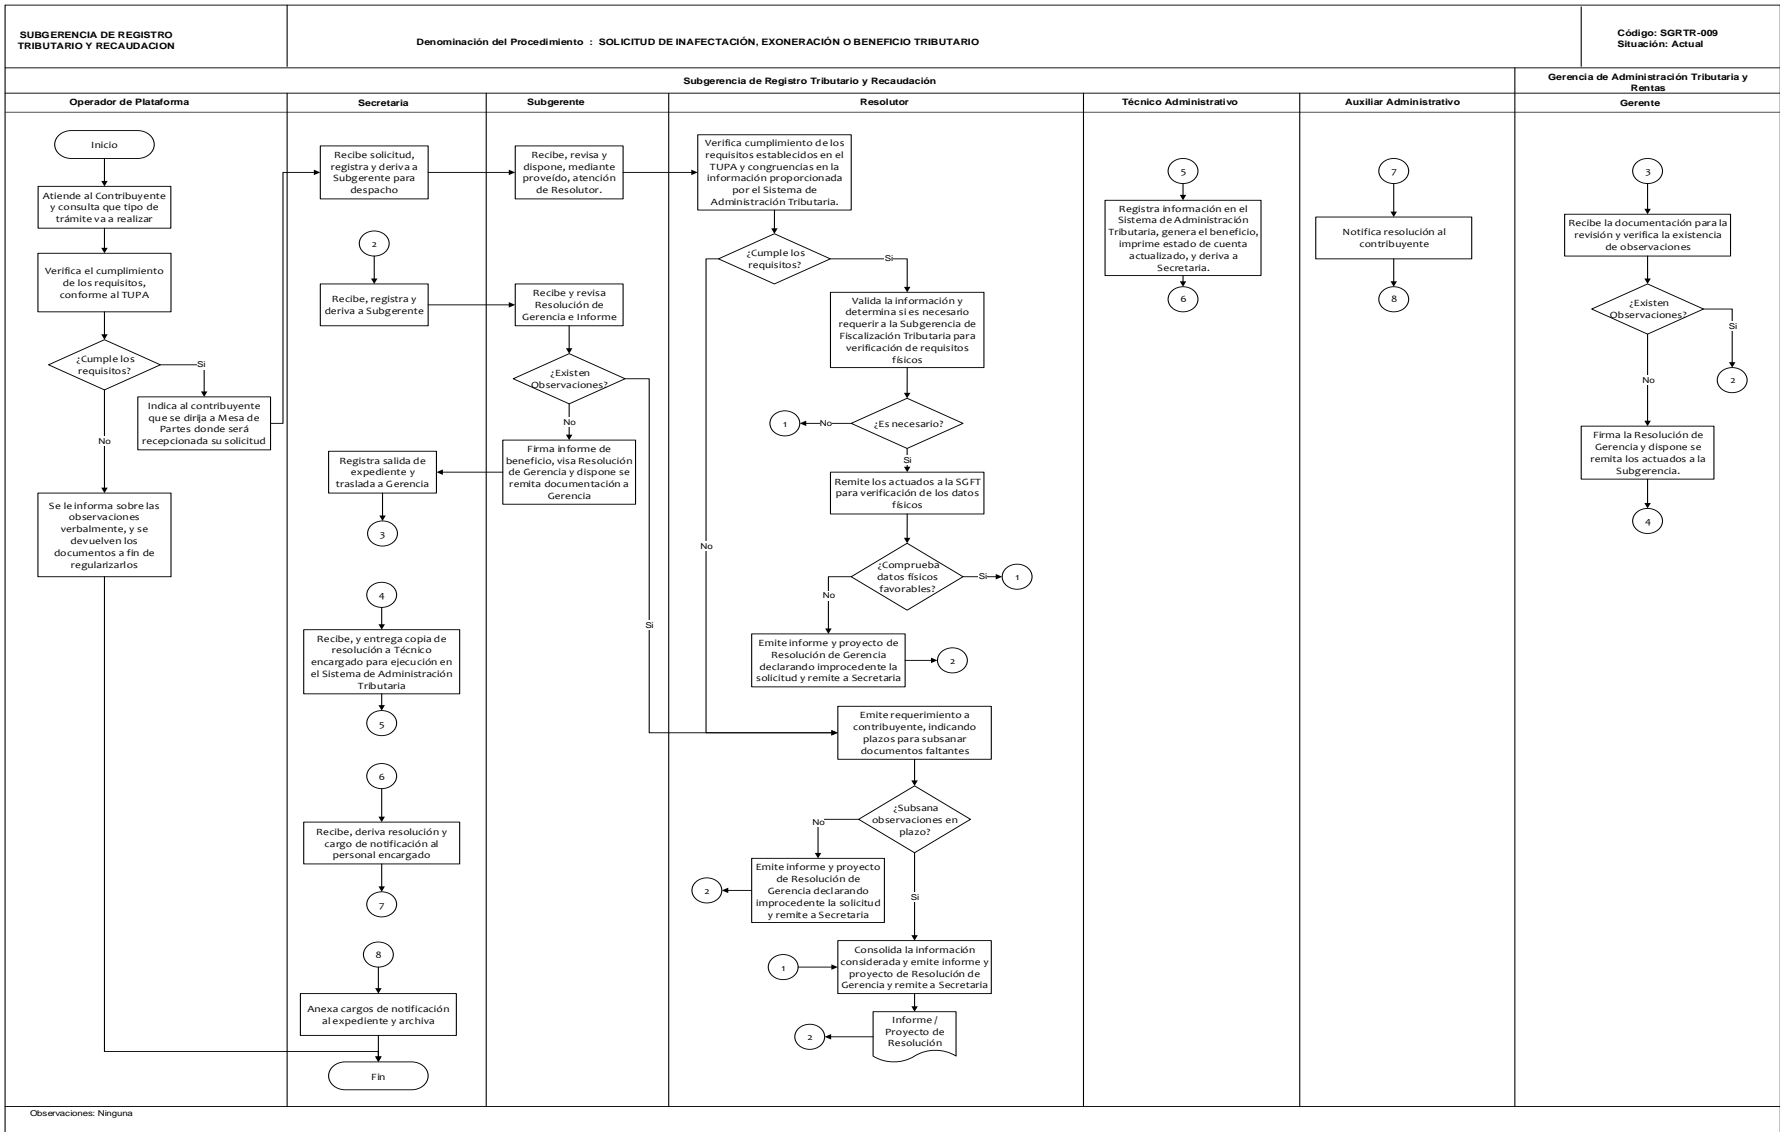 SUBGERENCIA DE REGISTRO
TRIBUTARIO Y RECAUDACION
Denominación del Procedimiento : SOLICITUD DE INAFECTACIÓN, EXONERACIÓN O BENEFICIO TRIBUTARIO
Código: SGRTR-009
Situación: Actual
Subgerencia de Registro Tributario y Recaudación
Gerencia de Administración Tributaria y
Rentas
Operador de Plataforma
Secretaria
Subgerente
Resolutor
Técnico Administrativo
Auxiliar Administrativo
Gerente
Inicio
Atiende al Contribuyente
y consulta que tipo de
trámite va a realizar
Verifica el cumplimiento
de los requisitos,
conforme al TUPA
¿Cumple los
requisitos?
Si
Indica al contribuyente
que se dirija a Mesa de
Partes donde será
recepcionada su solicitud
No
Se le informa sobre las
observaciones
verbalmente, y se
devuelven los
documentos a fin de
regularizarlos
Recibe solicitud,
registra y deriva a
Subgerente para
despacho
2
Recibe, registra y
deriva a Subgerente
Registra salida de
expediente y
traslada a Gerencia
3
4
Recibe, y entrega copia de
resolución a Técnico
encargado para ejecución en
el Sistema de Administración
Tributaria
5
6
Recibe, deriva resolución y
cargo de notificación al
personal encargado
7
8
Anexa cargos de notificación
al expediente y archiva
Fin
Recibe, revisa y
dispone, mediante
proveído, atención
de Resolutor.
Recibe y revisa
Resolución de
Gerencia e Informe
¿Existen
Observaciones?
No
Si
Firma informe de
beneficio, visa Resolución
de Gerencia y dispone se
remita documentación a
Gerencia
Verifica cumplimiento de los
requisitos establecidos en el
TUPA y congruencias en la
información proporcionada
por el Sistema de
Administración Tributaria.
¿Cumple los
requisitos?
Si
No
Valida la información y
determina si es necesario
requerir a la Subgerencia de
Fiscalización Tributaria para
verificación de requisitos
físicos
¿Es necesario?
No
1
Si
Remite los actuados a la SGFT
para verificación de los datos
físicos
¿Comprueba
datos físicos
favorables?
Si
1
No
Emite informe y proyecto de
Resolución de Gerencia
declarando improcedente la
solicitud y remite a Secretaria
2
Emite requerimiento a
contribuyente, indicando
plazos para subsanar
documentos faltantes
¿Subsana
observaciones en
plazo?
No
Emite informe y proyecto
de Resolución de
Gerencia declarando
improcedente la solicitud
y remite a Secretaria
2
Si
1
Consolida la información
considerada y emite informe y
proyecto de Resolución de
Gerencia y remite a Secretaria
Informe /
Proyecto de
Resolución
2
5
Registra información en el
Sistema de Administración
Tributaria, genera el beneficio,
imprime estado de cuenta
actualizado, y deriva a
Secretaria.
6
7
Notifica resolución al
contribuyente
8
3
Recibe la documentación para la
revisión y verifica la existencia
de observaciones
¿Existen
Observaciones?
Si
2
No
Firma la Resolución de
Gerencia y dispone se
remita los actuados a la
Subgerencia.
4
Observaciones: Ninguna